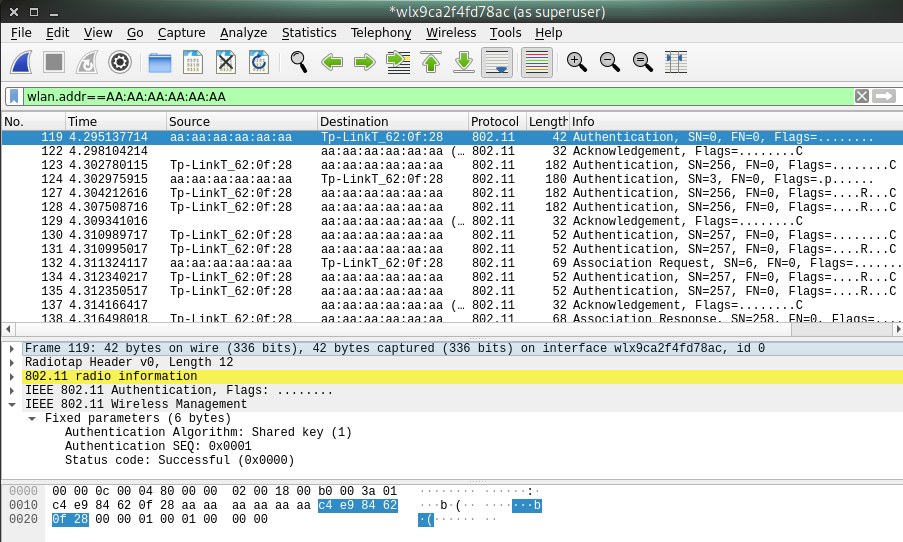 *wlx9ca2f4fd78ac (as superuser)
File Edit View Go Capture Analyze Statistics Telephony Wireless Tools Help
wlan.addr==AA:AA:AA:AA:AA:AA
No. Time Source Destination Protocol Length Info
119 4.295137714 aa:aa:aa:aa:aa:aa Tp-LinkT_62:0f:28 802.11 42 Authentication, SN=0, FN=0, Flags=........
122 4.298104214 aa:aa:aa:aa:aa:aa (… 802.11 32 Acknowledgement, Flags=........C
123 4.302780115 Tp-LinkT_62:0f:28 aa:aa:aa:aa:aa:aa 802.11 182 Authentication, SN=256, FN=0, Flags=........C
124 4.302975915 aa:aa:aa:aa:aa:aa Tp-LinkT_62:0f:28 802.11 180 Authentication, SN=3, FN=0, Flags=.p......
127 4.304212616 Tp-LinkT_62:0f:28 aa:aa:aa:aa:aa:aa 802.11 182 Authentication, SN=256, FN=0, Flags=....R...C
128 4.307508716 Tp-LinkT_62:0f:28 aa:aa:aa:aa:aa:aa 802.11 182 Authentication, SN=256, FN=0, Flags=....R...C
129 4.309341016 aa:aa:aa:aa:aa:aa (… 802.11 32 Acknowledgement, Flags=........C
130 4.310989717 Tp-LinkT_62:0f:28 aa:aa:aa:aa:aa:aa 802.11 52 Authentication, SN=257, FN=0, Flags=........C
131 4.310995017 Tp-LinkT_62:0f:28 aa:aa:aa:aa:aa:aa 802.11 52 Authentication, SN=257, FN=0, Flags=....R...C
132 4.311324117 aa:aa:aa:aa:aa:aa Tp-LinkT_62:0f:28 802.11 69 Association Request, SN=6, FN=0, Flags=.......
134 4.312340217 Tp-LinkT_62:0f:28 aa:aa:aa:aa:aa:aa 802.11 52 Authentication, SN=257, FN=0, Flags=....R...C
135 4.312350517 Tp-LinkT_62:0f:28 aa:aa:aa:aa:aa:aa 802.11 52 Authentication, SN=257, FN=0, Flags=....R...C
137 4.314166417 aa:aa:aa:aa:aa:aa (… 802.11 32 Acknowledgement, Flags=........C
138 4.316498018 Tp-LinkT_62:0f:28 aa:aa:aa:aa:aa:aa 802.11 68 Association Response, SN=258, FN=0, Flags=....
Frame 119: 42 bytes on wire (336 bits), 42 bytes captured (336 bits) on interface wlx9ca2f4fd78ac, id 0
Radiotap Header v0, Length 12
802.11 radio information
IEEE 802.11 Authentication, Flags: ........
IEEE 802.11 Wireless Management
Fixed parameters (6 bytes)
Authentication Algorithm: Shared key (1)
Authentication SEQ: 0x0001
Status code: Successful (0x0000)
0000 00 00 0c 00 04 80 00 00 02 00 18 00 b0 00 3a 01 ········ ······:·
0010 c4 e9 84 62 0f 28 aa aa aa aa aa aa c4 e9 84 62 ···b·(·· ·······b
0020 0f 28 00 00 01 00 01 00 00 00 ·(······ ··